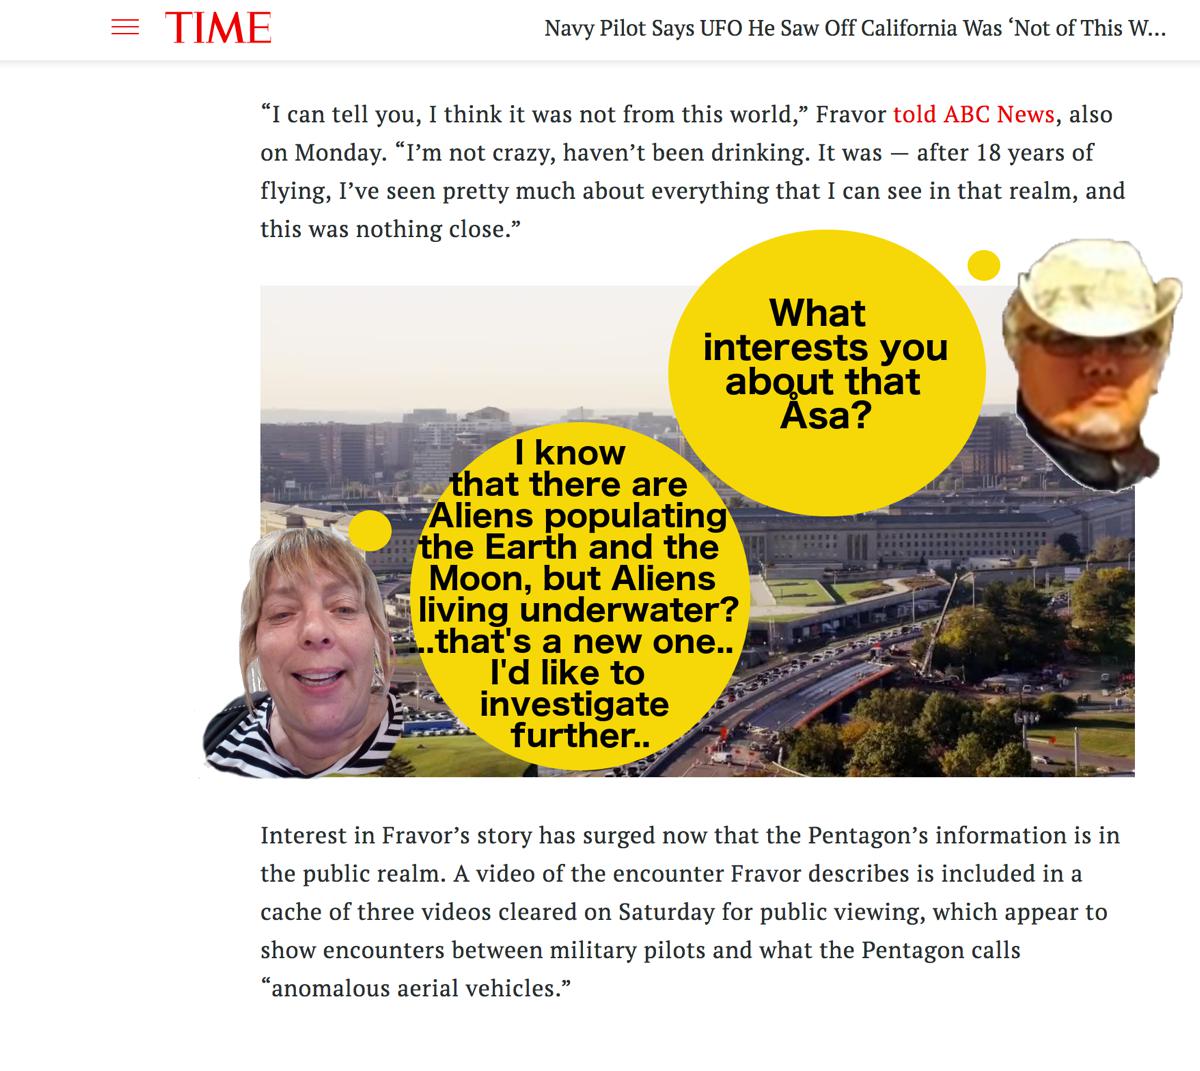 TIME
Navy Pilot Says UFO He Saw Off California Was ‘Not of This W...
“I can tell you, I think it was not from this world,” Fravor told ABC News, also
on Monday. “I’m not crazy, haven’t been drinking. It was — after 18 years of
flying, I’ve seen pretty much about everything that I can see in that realm, and
this was nothing close.”
What
interests you
about that
Åsa?
I know
that there are
Aliens populating
the Earth and the
Moon, but Aliens
living underwater?
...that's a new one..
I'd like to
investigate
further..
Interest in Fravor’s story has surged now that the Pentagon’s information is in
the public realm. A video of the encounter Fravor describes is included in a
cache of three videos cleared on Saturday for public viewing, which appear to
show encounters between military pilots and what the Pentagon calls
“anomalous aerial vehicles.”